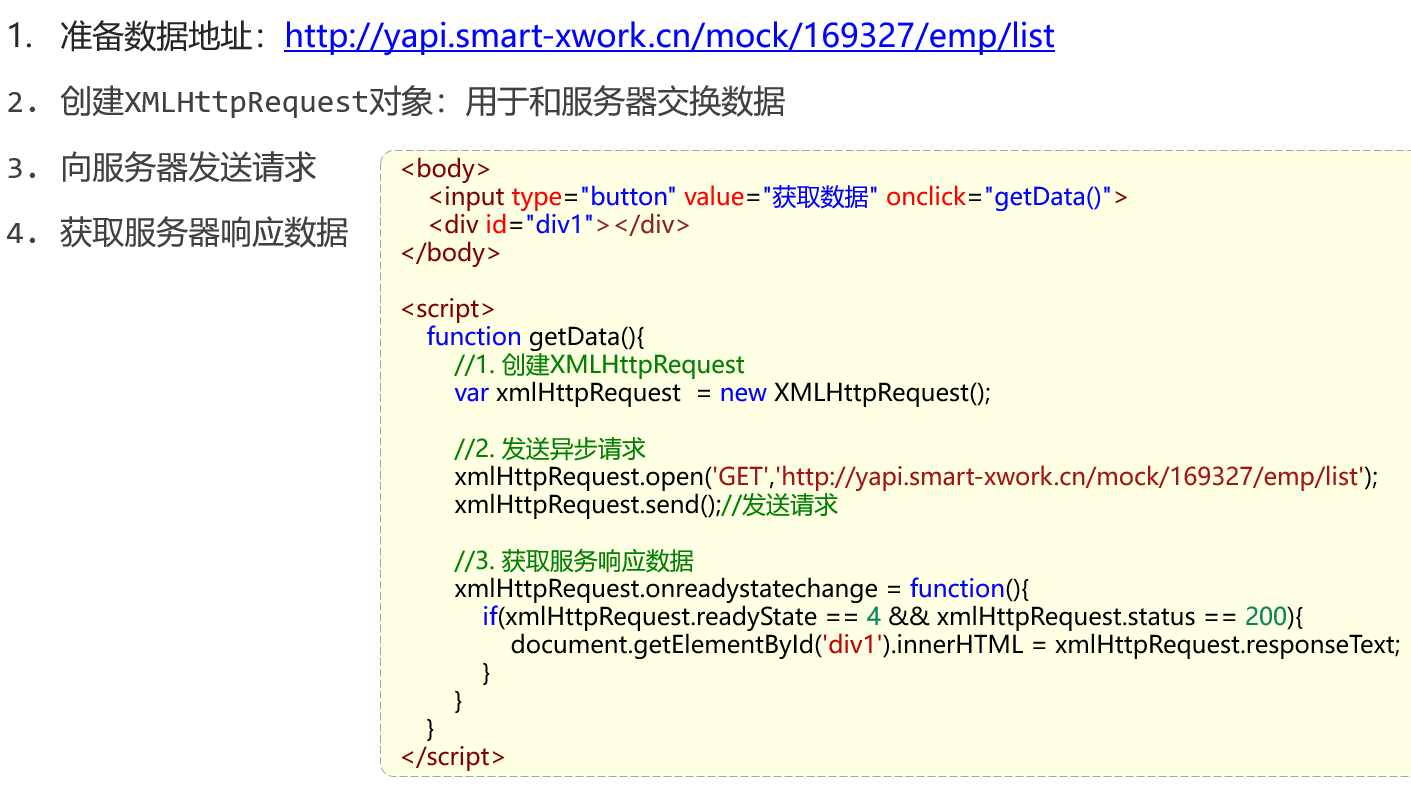 1. 准备数据地址：http://yapi.smart-xwork.cn/mock/169327/emp/list
2. 创建XMLHttpRequest对象：用于和服务器交换数据
3. 向服务器发送请求
4. 获取服务器响应数据
<body>
<input type="button" value="获取数据" onclick="getData()">
<div id="div1"></div>
</body>
<script>
function getData(){
//1. 创建XMLHttpRequest
var xmlHttpRequest  = new XMLHttpRequest();
//2. 发送异步请求
xmlHttpRequest.open('GET','http://yapi.smart-xwork.cn/mock/169327/emp/list');
xmlHttpRequest.send();//发送请求
//3. 获取服务响应数据
xmlHttpRequest.onreadystatechange = function(){
if(xmlHttpRequest.readyState == 4 && xmlHttpRequest.status == 200){
document.getElementById('div1').innerHTML = xmlHttpRequest.responseText;
}
}
}
</script>